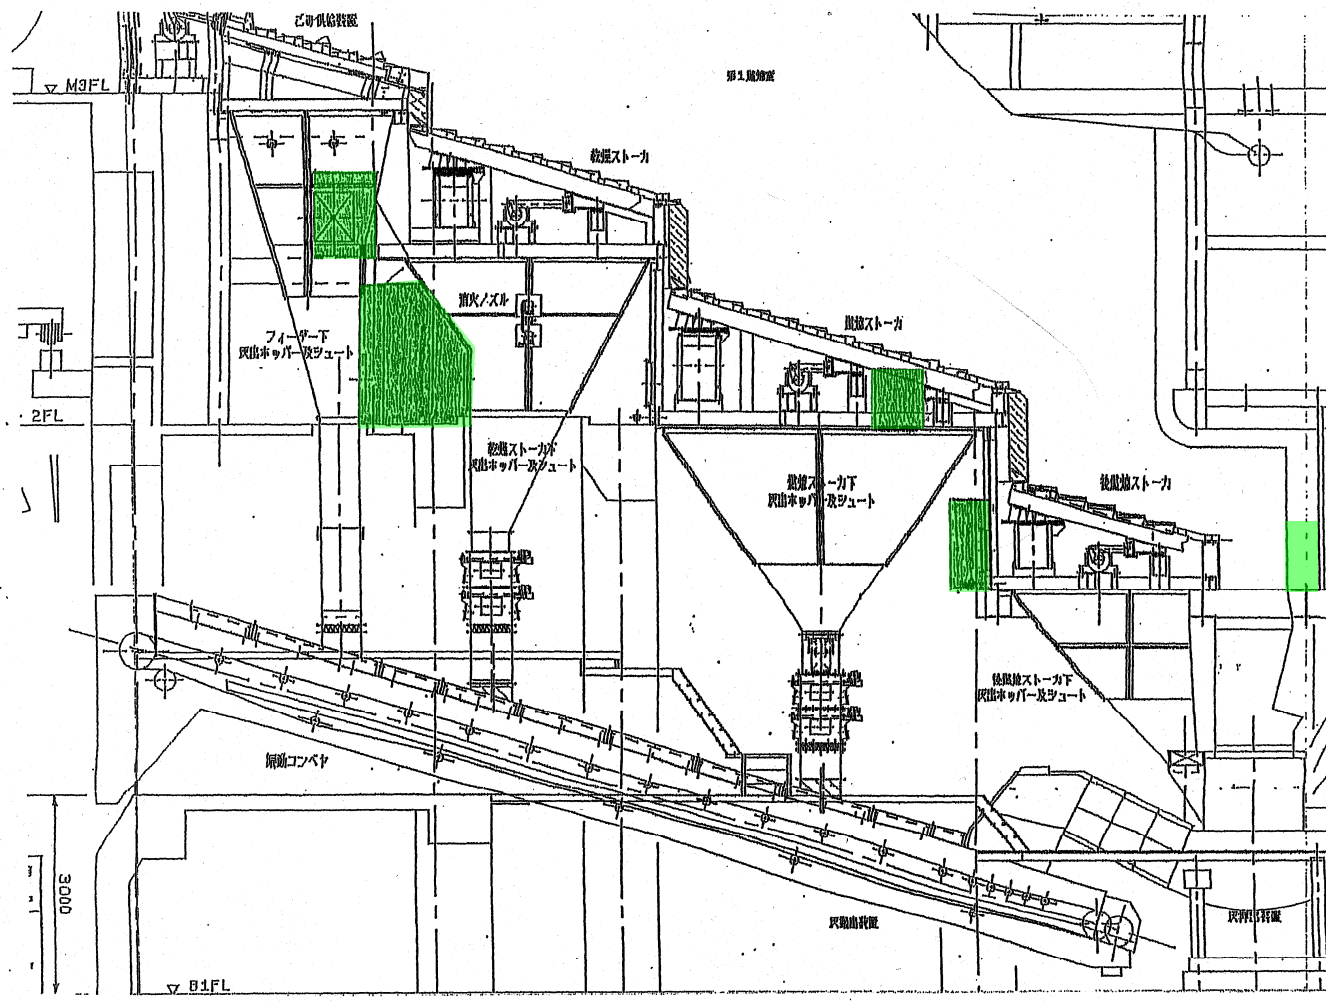 ごみ供給装置
M3FL
第1燃焼室
乾燥ストーカ
消火ノズル
燃焼ストーカ
フィーダー下
灰出ホッパー及シュート
2FL
乾燥ストーカ下
灰出ホッパー及シュート
燃焼ストーカ下
灰出ホッパー及シュート
後燃焼ストーカ
後燃焼ストーカ下
灰出ホッパー及シュート
振動コンベヤ
3000
灰搬出装置
灰押出装置
B1FL